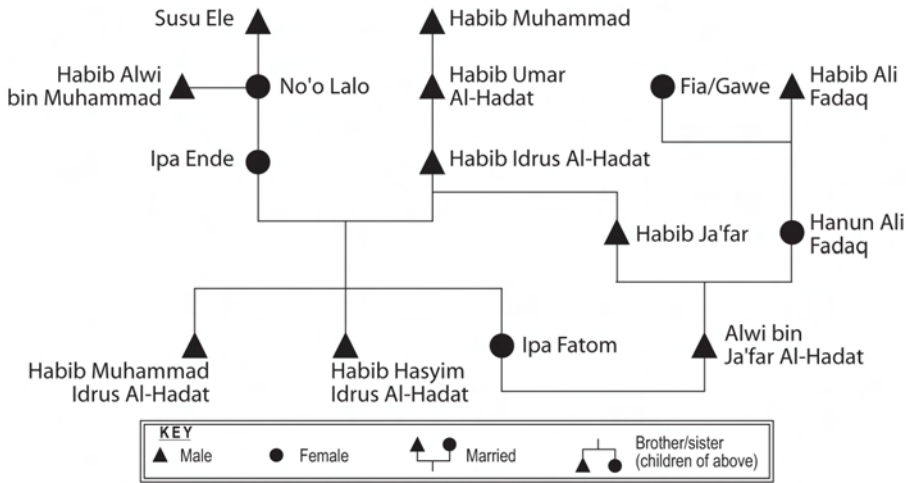 Susu Ele
Habib Muhammad
Habib Alwi
bin Muhammad
No'o Lalo
Habib Umar
Al-Hadat
Fia/Gawe
Habib Ali
Fadaq
Ipa Ende
Habib Idrus Al-Hadat
Habib Ja'far
Hanun Ali
Fadaq
Habib Muhammad
Idrus Al-Hadat
Habib Hasyim
Idrus Al-Hadat
Ipa Fatom
Alwi bin
Ja'far Al-Hadat
KEY
Male
Female
Married
Brother/sister
(children of above)